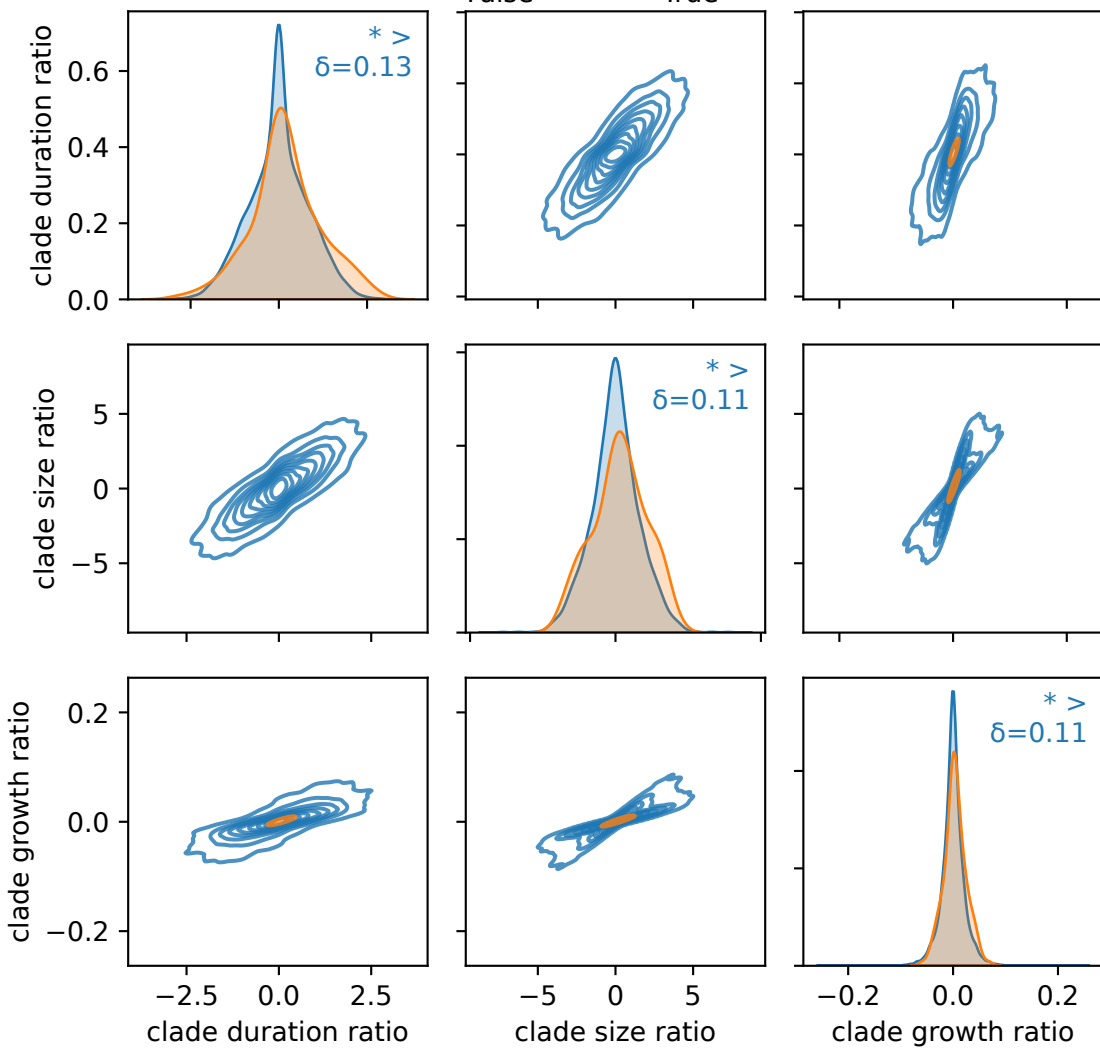 True
clade duration ratio
0.6
0.4
0.2
0.0
* >
δ=0.13
clade size ratio
5
0
−5
* >
δ=0.11
clade growth ratio
0.2
0.0
−0.2
* >
δ=0.11
−2.5 0.0 2.5
−5 0 5
−0.2 0.0 0.2
clade duration ratio
clade size ratio
clade growth ratio